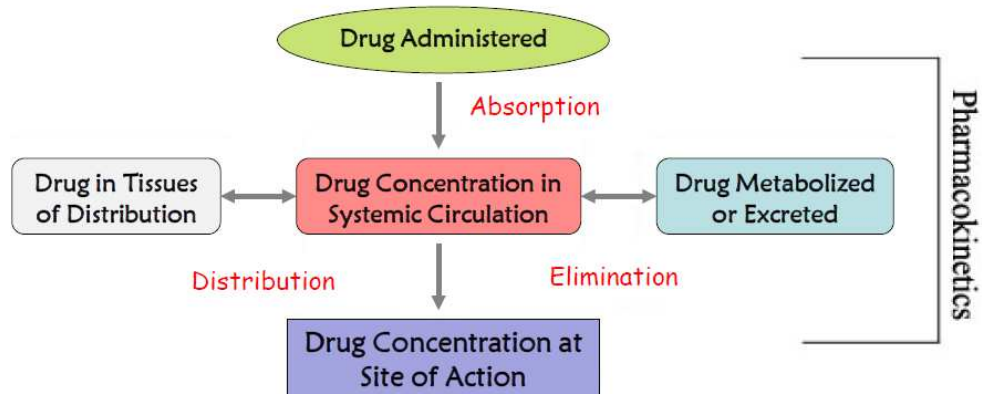 Drug Administered
Absorption
Drug in Tissues
of Distribution
Drug Concentration in
Systemic Circulation
Drug Metabolized
or Excreted
Distribution
Elimination
Drug Concentration at
Site of Action
Pharmacokinetics